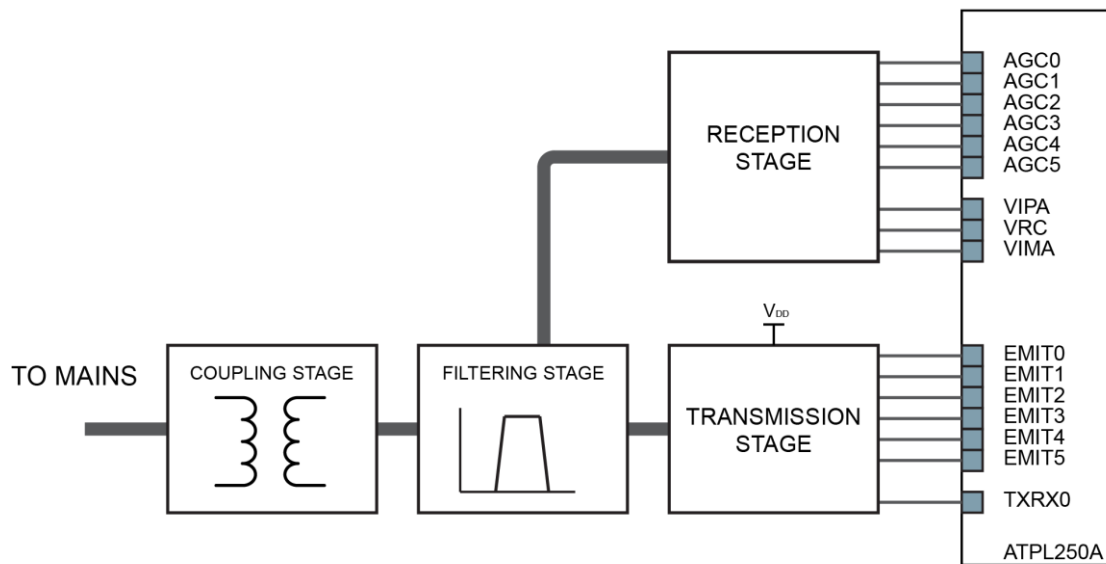 RECEPTION
STAGE
AGC0
AGC1
AGC2
AGC3
AGC4
AGC5
VIPA
VRC
VIMA
TO MAINS
COUPLING STAGE
FILTERING STAGE
VDD
TRANSMISSION
STAGE
EMIT0
EMIT1
EMIT2
EMIT3
EMIT4
EMIT5
TXRX0
ATPL250A